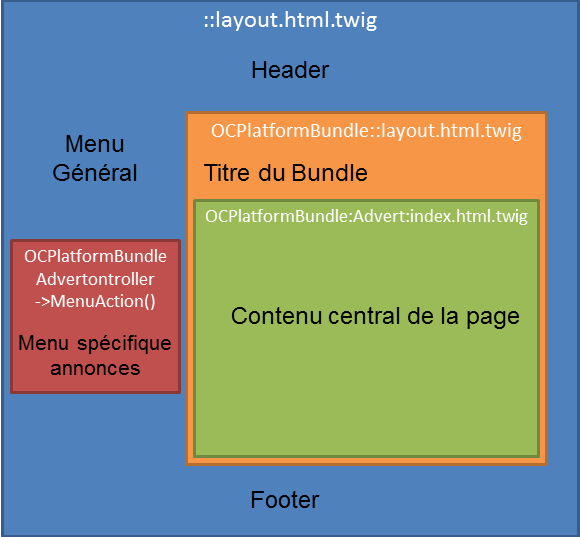 ::layout.html.twig
Header
Menu
Général
OCPlatformBundle::layout.html.twig
Titre du Bundle
OCPlatformBundle:Advert:index.html.twig
Contenu central de la page
OCPlatformBundle
Advertontroller
->MenuAction()
Menu spécifique
annonces
Footer